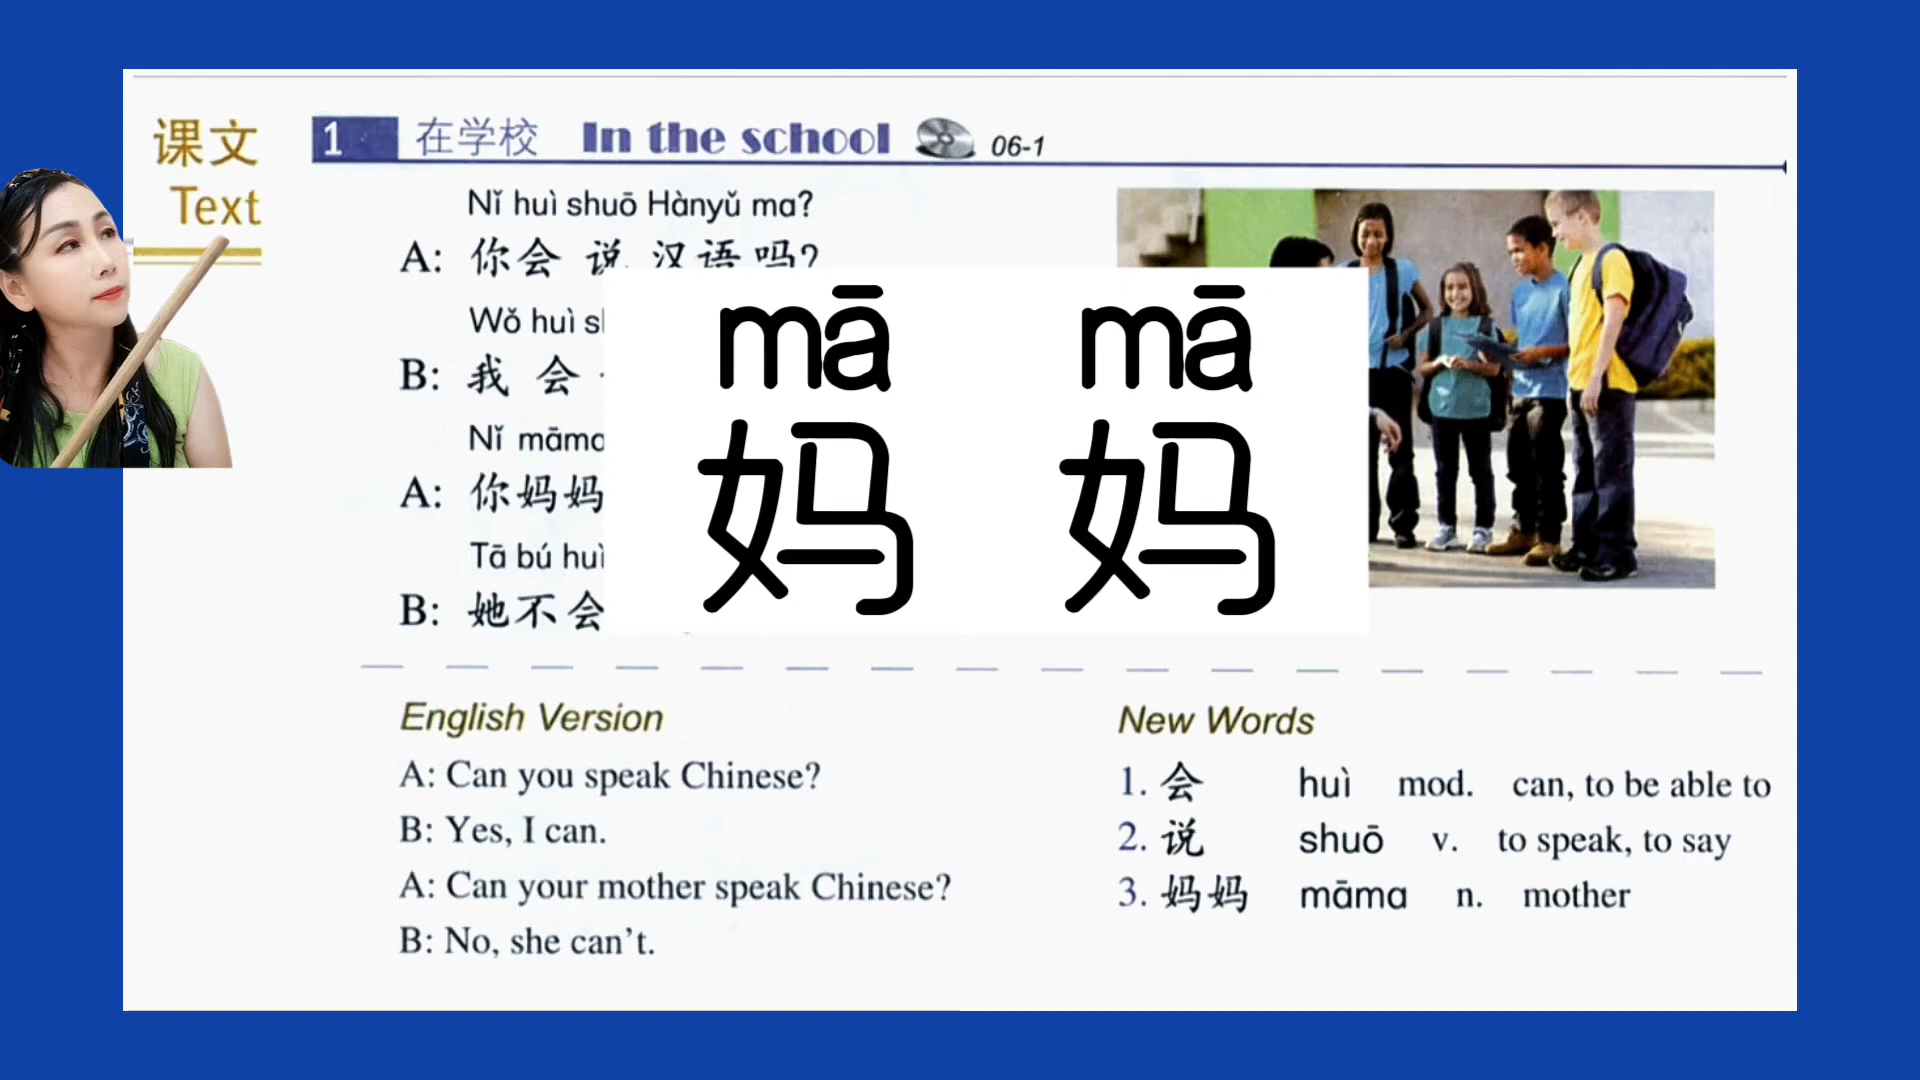 课文
Text
1 在学校 In the school 06-1
Nǐ huì shuō Hànyǔ ma?
A: 你会 说 汉语吗?
Wǒ huì
B: 我 会
Nǐ
A: 你妈妈
Tā bú huì
B: 她不会
mā mā
妈 妈
English Version
A: Can you speak Chinese?
B: Yes, I can.
A: Can your mother speak Chinese?
B: No, she can't.
New Words
1. 会 huì mod. can, to be able to
2. 说 shuō v. to speak, to say
3. 妈妈 māma n. mother